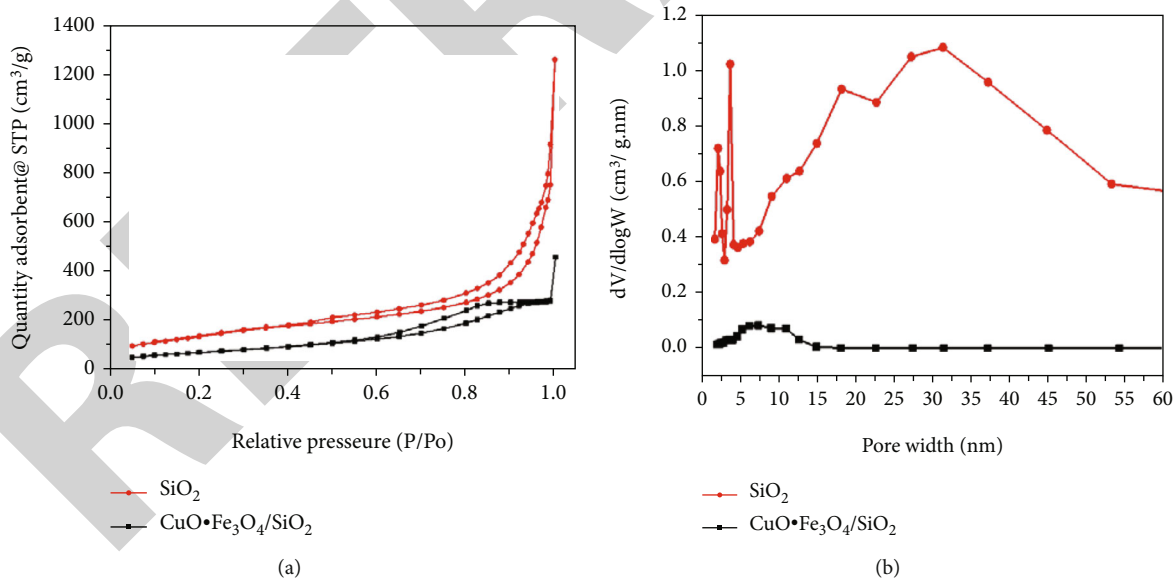 1400
1200
1000
800
600
400
200
0
0.0 0.2 0.4 0.6 0.8 1.0
Quantity adsorbent@ STP (cm³/g)
Relative presseure (P/Po)
SiO₂
CuO•Fe₃O₄/SiO₂
(a)
1.2
1.0
0.8
0.6
0.4
0.2
0.0
0 5 10 15 20 25 30 35 40 45 50 55 60
dV/dlogW (cm³/ g.nm)
Pore width (nm)
SiO₂
CuO•Fe₃O₄/SiO₂
(b)